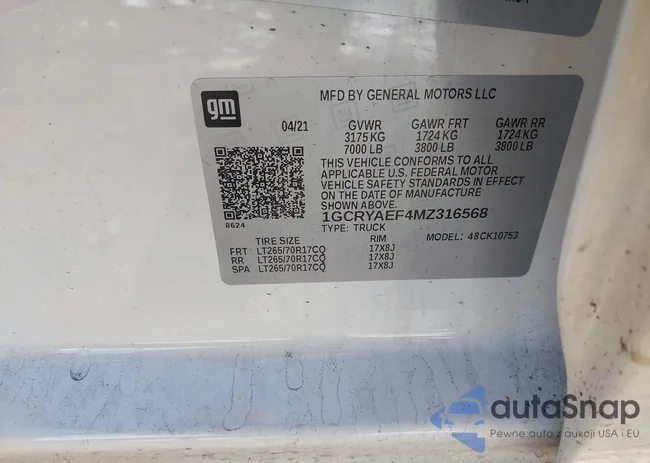 gm
MFD BY GENERAL MOTORS LLC
04/21 GVWR GAWR FRT GAWR RR
3175 KG 1724 KG 1724 KG
7000 LB 3800 LB 3800 LB
THIS VEHICLE CONFORMS TO ALL
APPLICABLE U.S. FEDERAL MOTOR
VEHICLE SAFETY STANDARDS IN EFFECT
ON THE DATE OF MANUFACTURE
SHOWN ABOVE.
1GCRYAEF4MZ316568
8624
TYPE: TRUCK MODEL: 48CK10753
TIRE SIZE RIM
FRT LT265/70R17CQ 17X8J
RR LT265/70R17CQ 17X8J
SPA LT265/70R17CQ 17X8J
autaSnap
Pewne auta z aukcji USA i EU